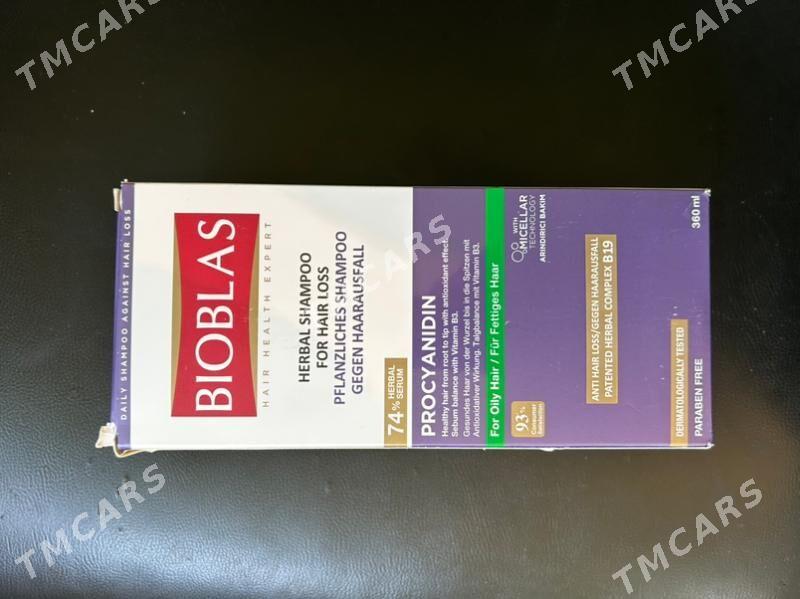 DAILY SHAMPOO AGAINST HAIR LOSS
BIOBLAS
HAIR HEALTH EXPERT
HERBAL SHAMPOO
FOR HAIR LOSS
PFLANZLICHES SHAMPOO
GEGEN HAARAUSFALL
74% HERBAL
SERUM
PROCYANIDIN
Healthy hair from root to tip with antioxidant effect.
Sebum balance with Vitamin B3.
Gesundes Haar von der Wurzel bis in die Spitzen mit
Antioxidativer Wirkung. Talgbalance mit Vitamin B3.
For Oily Hair / Für Fettiges Haar
93%
Consumer
Satisfaction
WITH
MICELLAR
TECHNOLOGY
ARINDIRICI BAKIM
ANTI HAIR LOSS/GEGEN HAARAUSFALL
PATENTED HERBAL COMPLEX B19
DERMATOLOGICALLY TESTED
PARABEN FREE
360 ml
TMCARS
TMCARS
TMCARS
TMCARS
TMCARS
TMCARS